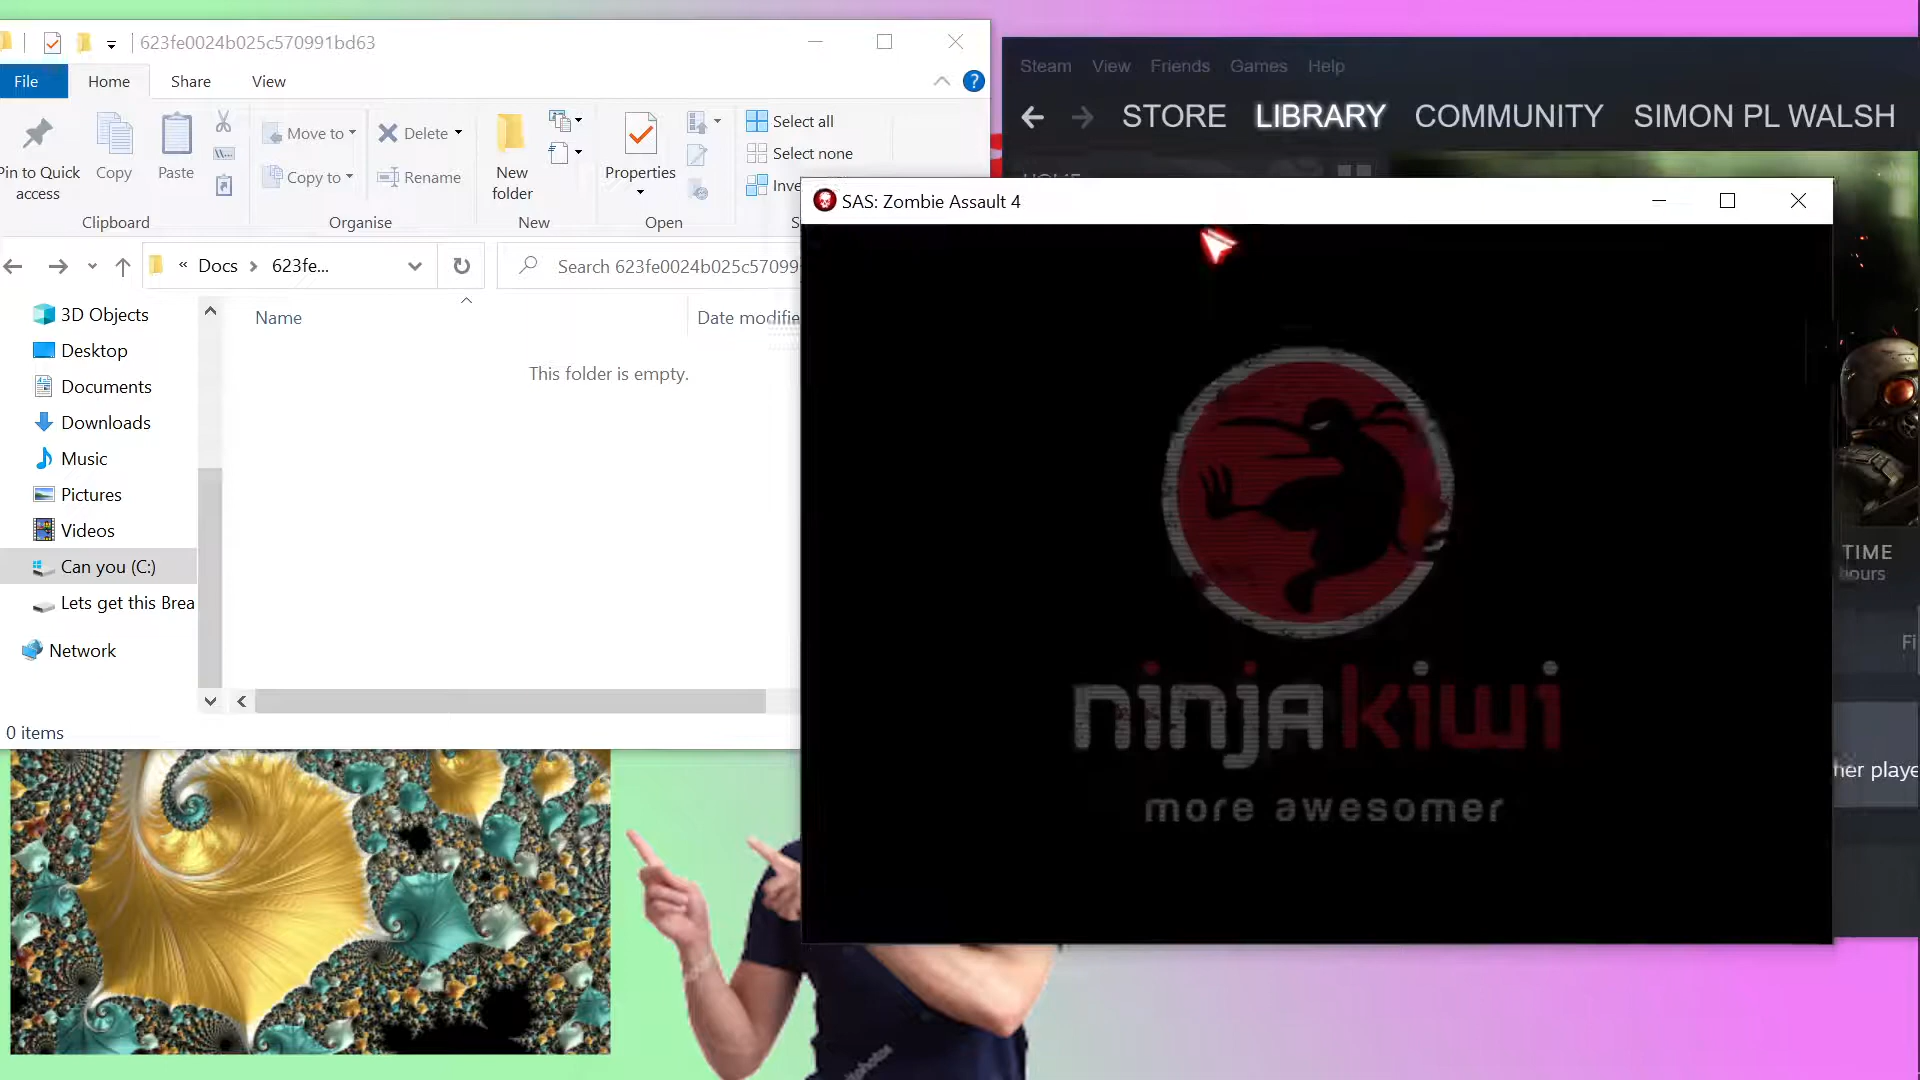 623fe0024b025c570991bd63
File Home Share View
Pin to Quick access
Copy
Paste
Move to
Copy to
Delete
Rename
New folder
Properties
Select all
Select none
Clipboard Organise New Open
« Docs > 623fe...
Search 623fe0024b025c57099
3D Objects
Desktop
Documents
Downloads
Music
Pictures
Videos
Can you (C:)
Lets get this Brea
Network
Name
Date modifie
This folder is empty.
0 items
Steam View Friends Games Help
STORE LIBRARY COMMUNITY SIMON PL WALSH
SAS: Zombie Assault 4
ninja kiwi
more awesomer
TIME
hours
her playe